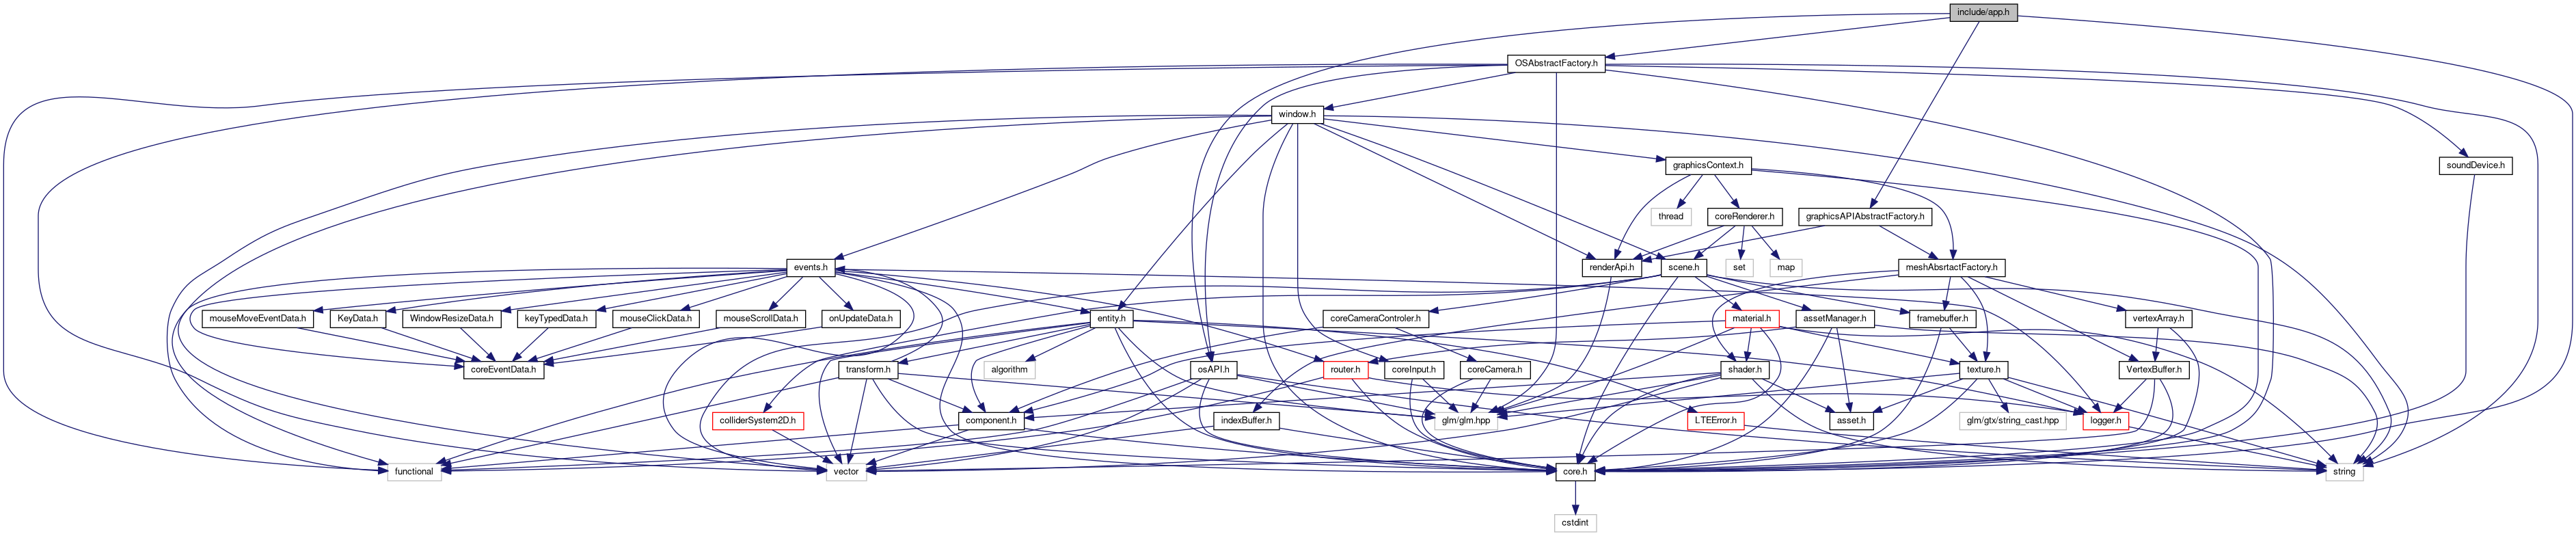 include/app.h
OSAbstractFactory.h
window.h
graphicsContext.h
soundDevice.h
thread
coreRenderer.h
graphicsAPIAbstractFactory.h
events.h
renderApi.h
scene.h
set
map
meshAbsrtactFactory.h
mouseMoveEventData.h
KeyData.h
WindowResizeData.h
keyTypedData.h
mouseClickData.h
mouseScrollData.h
onUpdateData.h
entity.h
coreCameraControler.h
material.h
assetManager.h
framebuffer.h
vertexArray.h
coreEventData.h
transform.h
algorithm
osAPI.h
router.h
coreInput.h
coreCamera.h
shader.h
texture.h
VertexBuffer.h
colliderSystem2D.h
component.h
indexBuffer.h
glm/glm.hpp
LTEError.h
asset.h
glm/gtx/string_cast.hpp
logger.h
functional
vector
core.h
string
cstdint